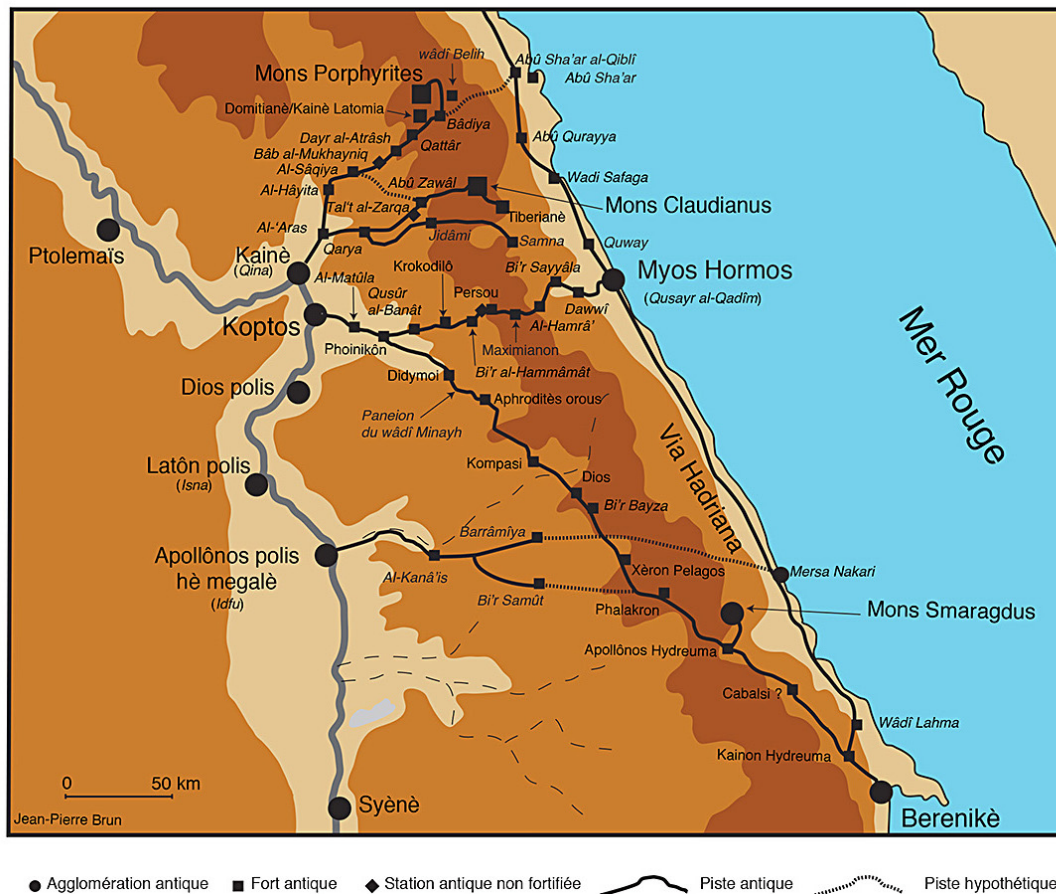 wâdî Belih
Abû Sha'ar al-Qiblî
Mons Porphyrites
Abû Sha'ar
Domitianè/Kainè Latomia
Bâdiya
Dayr al-Atrâsh
Qattâr
Abû Qurayya
Bâb al-Mukhayniq
Al-Sâqiya
Abû Zawâl
Wadi Safaga
Al-Hâyita
Tal't al-Zarqa
Tiberianè
Mons Claudianus
Al-'Aras
Ptolemaïs
Qarya
Jidâmi
Samna
Quway
Kainè
(Qina)
Al-Matûla
Krokodilô
Bi'r Sayyâla
Myos Hormos
(Qusayr al-Qadîm)
Qusûr
al-Banât
Persou
Dawwî
Koptos
Al-Hamrâ'
Mer Rouge
Phoinikôn
Maximianon
Didymoi
Bi'r al-Hammâmât
Dios polis
Aphroditès orous
Paneion
du wâdî Minayh
Via Hadriana
Latôn polis
(Isna)
Kompasi
Dios
Bi'r Bayza
Barrâmîya
Apollônos polis
hè megalè
(Idfu)
Al-Kanâ'is
Xèron Pelagos
Mersa Nakari
Bi'r Samût
Phalakron
Mons Smaragdus
Apollônos Hydreuma
Cabalsi ?
Wâdî Lahma
Kainon Hydreuma
0 50 km
Syènè
Berenikè
Jean-Pierre Brun
Agglomération antique Fort antique Station antique non fortifiée Piste antique Piste hypothétique